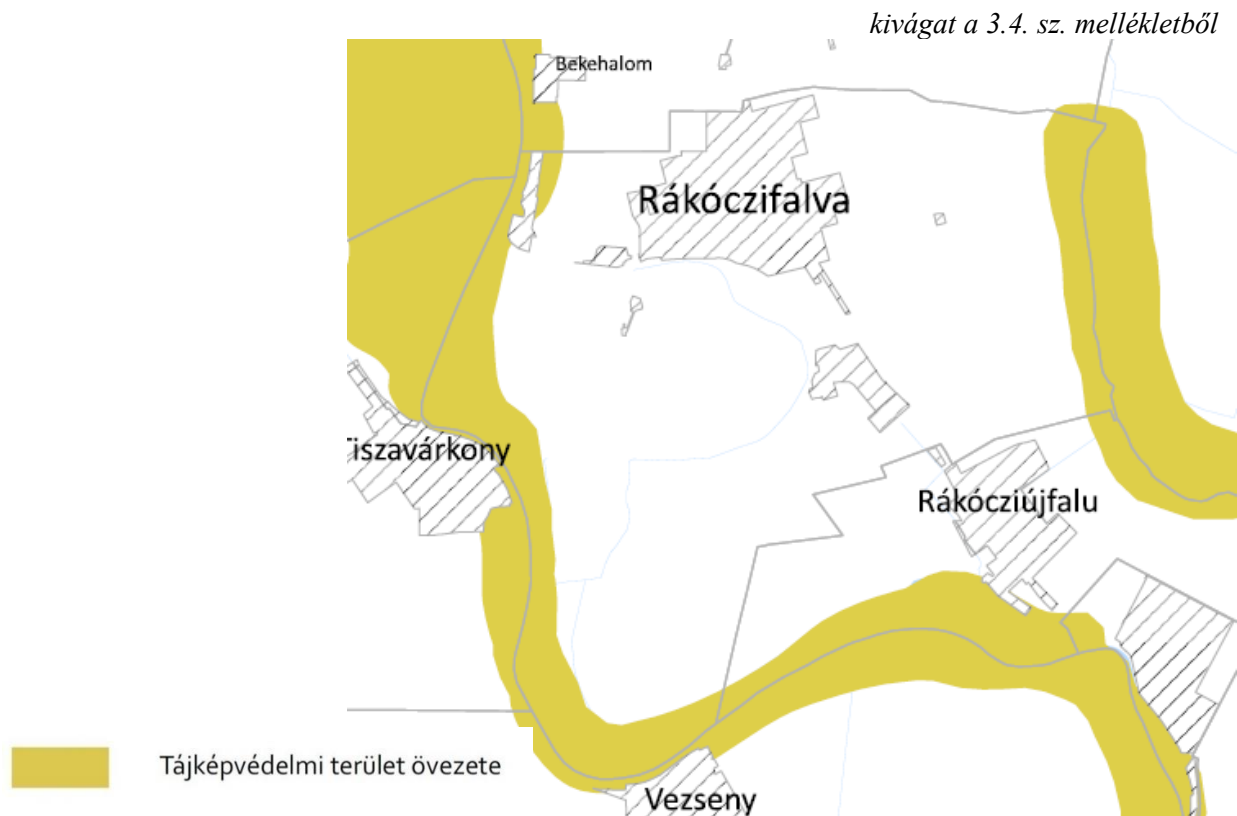 kivágat a 3.4. sz. mellékletből
Bekehalom
Rákóczifalva
Tiszavárkony
Rákócziújfalu
Tájképvédelmi terület övezete
Vezseny